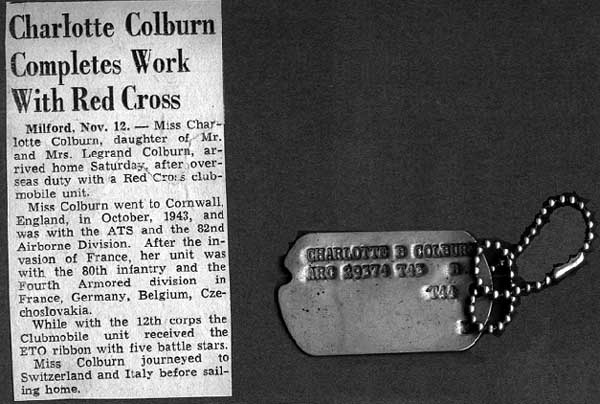 Charlotte Colburn
Completes Work
With Red Cross
Milford, Nov. 12. — Miss Char-
lotte Colburn, daughter of Mr.
and Mrs. Legrand Colburn, ar-
rived home Saturday, after over-
seas duty with a Red Cross club-
mobile unit.
Miss Colburn went to Cornwall,
England, in October, 1943, and
was with the ATS and the 82nd
Airborne Division. After the in-
vasion of France, her unit was
with the 80th infantry and the
Fourth Armored division in
France, Germany, Belgium, Cze-
choslovakia.
While with the 12th corps the
Clubmobile unit received the
ETO ribbon with five battle stars.
Miss Colburn journeyed to
Switzerland and Italy before sail-
ing home.
CHARLOTTE B COLBURN
ARC 29374 T43 B
T44